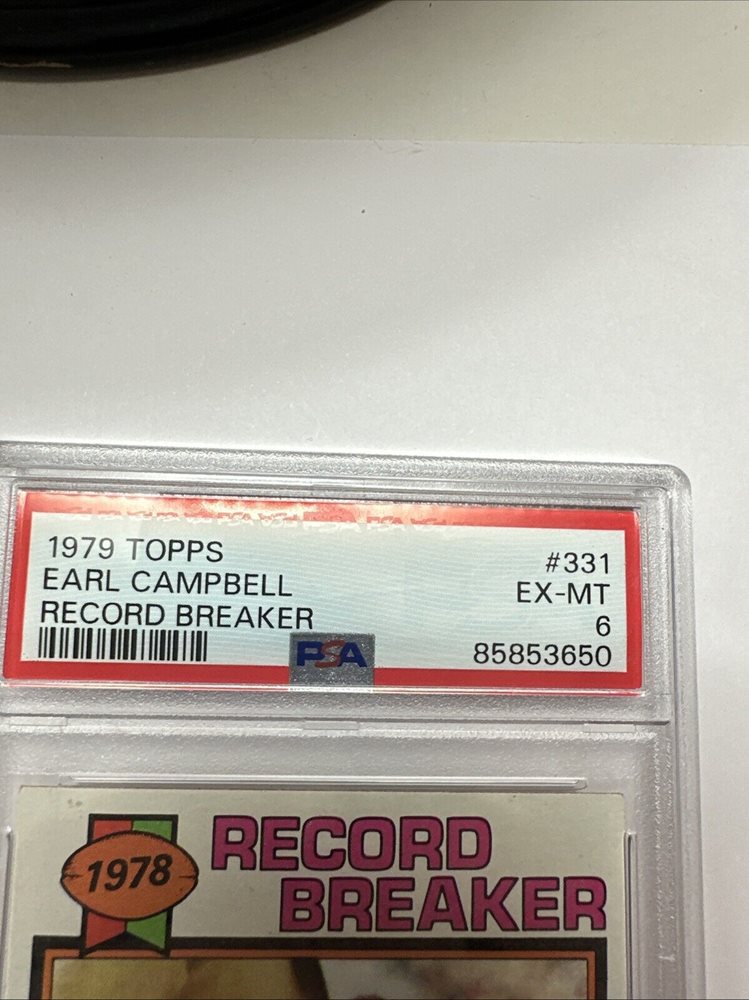 1979 TOPPS
#331
EARL CAMPBELL
EX-MT
RECORD BREAKER
6
PSA
85853650
1978
RECORD
BREAKER